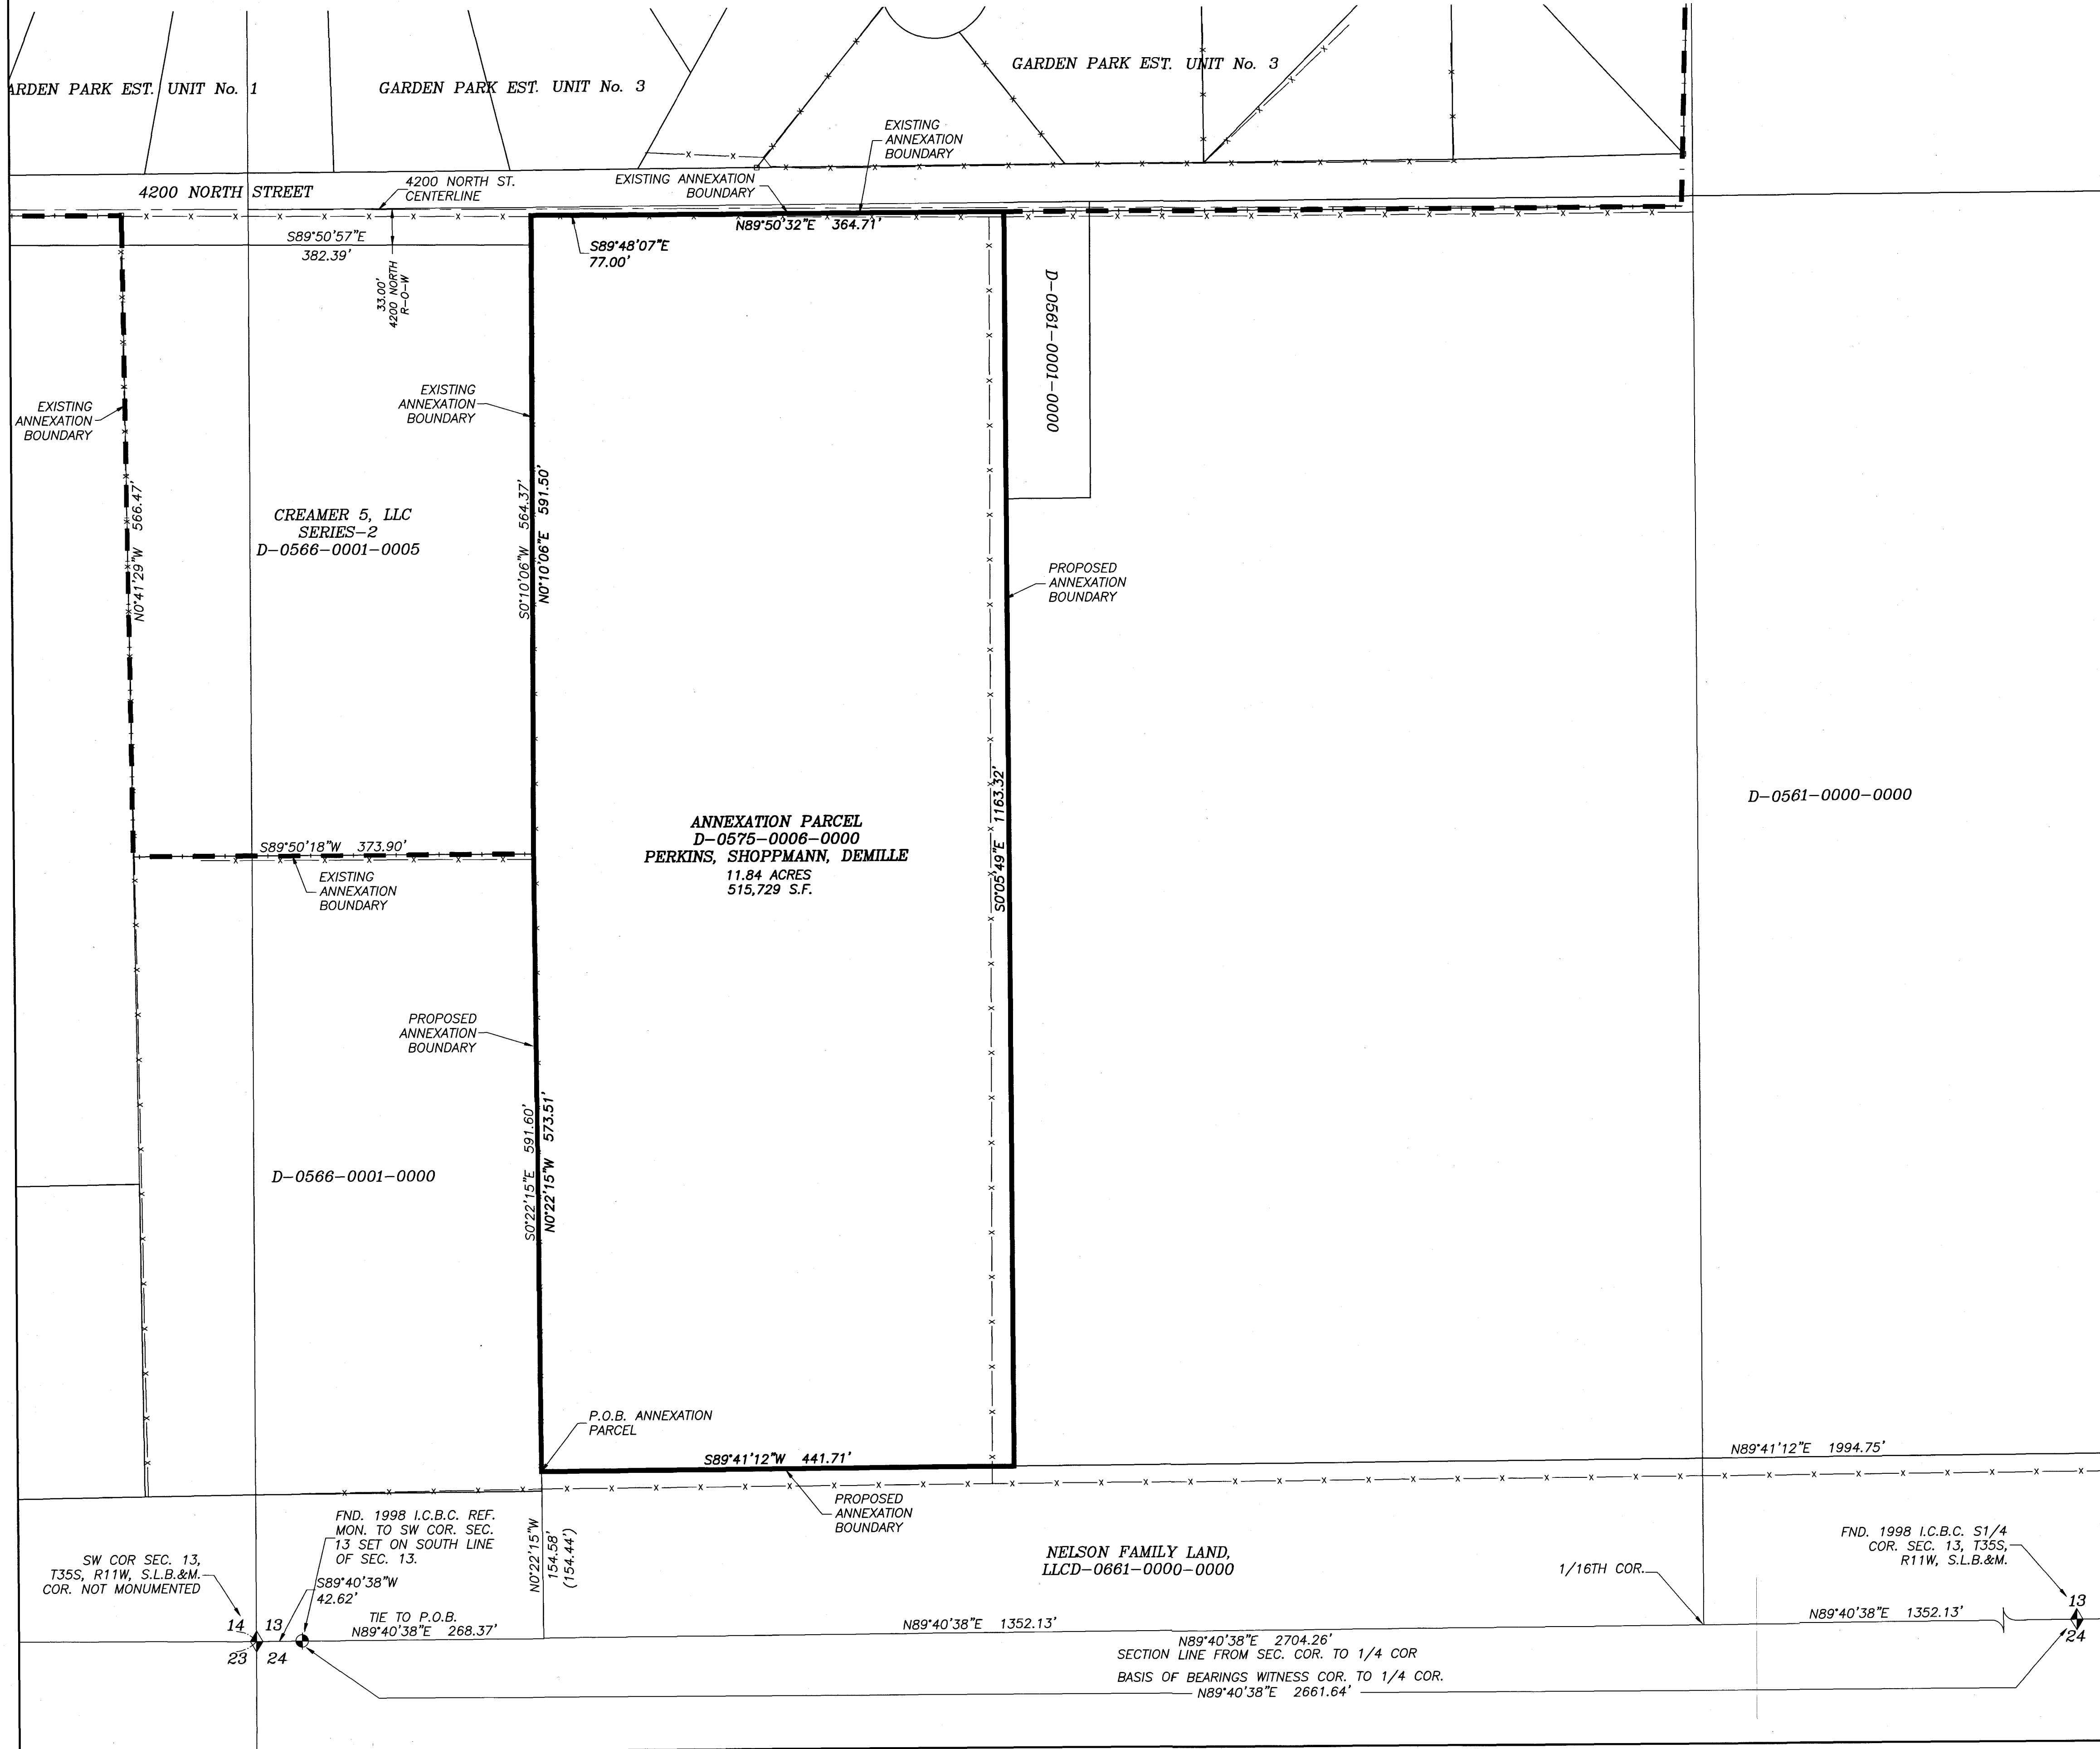 ARDEN PARK EST. UNIT No. 1
GARDEN PARK EST. UNIT No. 3
GARDEN PARK EST. UNIT No. 3
EXISTING
ANNEXATION
BOUNDARY
4200 NORTH STREET
4200 NORTH ST.
CENTERLINE
EXISTING ANNEXATION
BOUNDARY
N89°50'32"E 364.71'
S89°50'57"E
382.39'
S89°48'07"E
77.00'
33.00'
4200 NORTH
R-O-W
D-0561-0001-0000
EXISTING
ANNEXATION
BOUNDARY
EXISTING
ANNEXATION
BOUNDARY
N0°41'29"W 566.47'
CREAMER 5, LLC
SERIES-2
D-0566-0001-0005
S0°10'06"W 564.37'
N0°10'06"E 591.50'
PROPOSED
ANNEXATION
BOUNDARY
S0°05'49"E 1163.32'
D-0561-0000-0000
ANNEXATION PARCEL
D-0575-0006-0000
PERKINS, SHOPPMANN, DEMILLE
11.84 ACRES
515,729 S.F.
S89°50'18"W 373.90'
EXISTING
ANNEXATION
BOUNDARY
PROPOSED
ANNEXATION
BOUNDARY
S0°22'15"E 591.60'
N0°22'15"W 573.51'
D-0566-0001-0000
P.O.B. ANNEXATION
PARCEL
S89°41'12"W 441.71'
N89°41'12"E 1994.75'
PROPOSED
ANNEXATION
BOUNDARY
FND. 1998 I.C.B.C. REF.
MON. TO SW COR. SEC.
13 SET ON SOUTH LINE
OF SEC. 13.
N0°22'15"W
154.58'
(154.44')
SW COR SEC. 13,
T35S, R11W, S.L.B.&M.
COR. NOT MONUMENTED
S89°40'38"W
42.62'
NELSON FAMILY LAND,
LLCD-0661-0000-0000
1/16TH COR.
FND. 1998 I.C.B.C. S1/4
COR. SEC. 13, T35S,
R11W, S.L.B.&M.
14 13
23 24
TIE TO P.O.B.
N89°40'38"E 268.37'
N89°40'38"E 1352.13'
N89°40'38"E 1352.13'
13
24
N89°40'38"E 2704.26'
SECTION LINE FROM SEC. COR. TO 1/4 COR
BASIS OF BEARINGS WITNESS COR. TO 1/4 COR.
N89°40'38"E 2661.64'